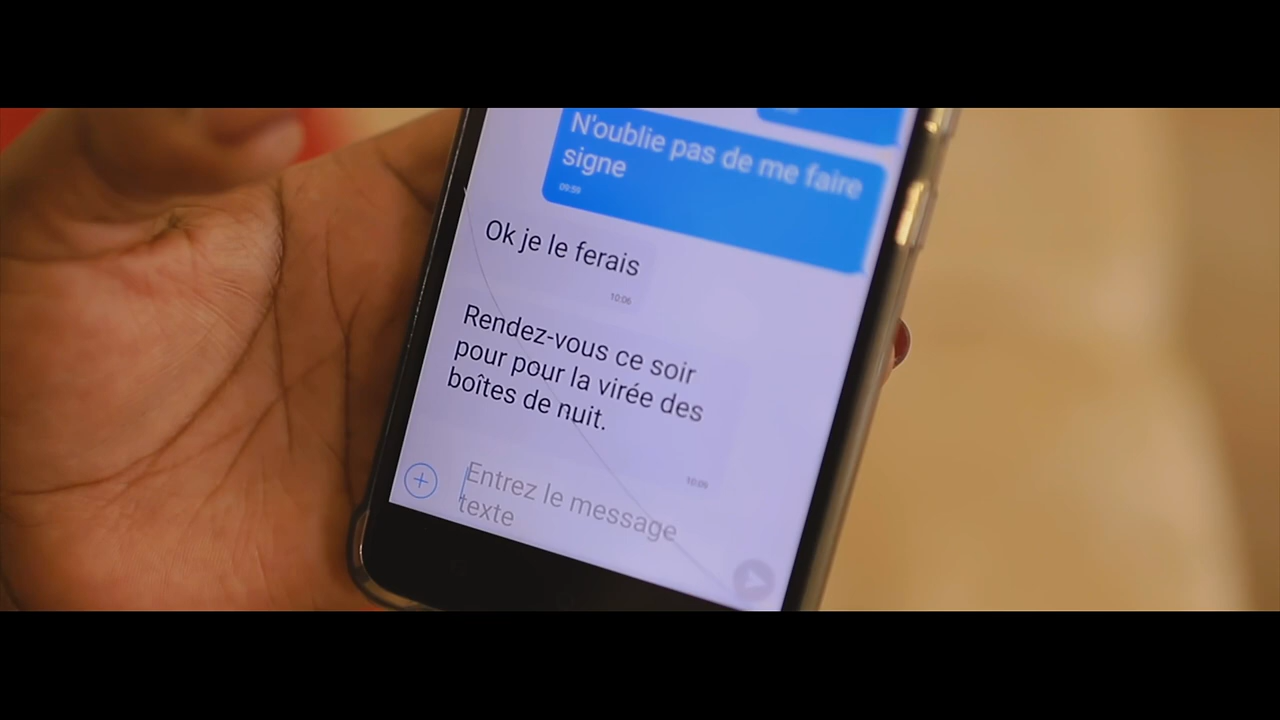 N'oublie pas de me faire
signe
09:59
Ok je le ferais
10:06
Rendez-vous ce soir
pour pour la virée des
boîtes de nuit.
10:09
Entrez le message
texte